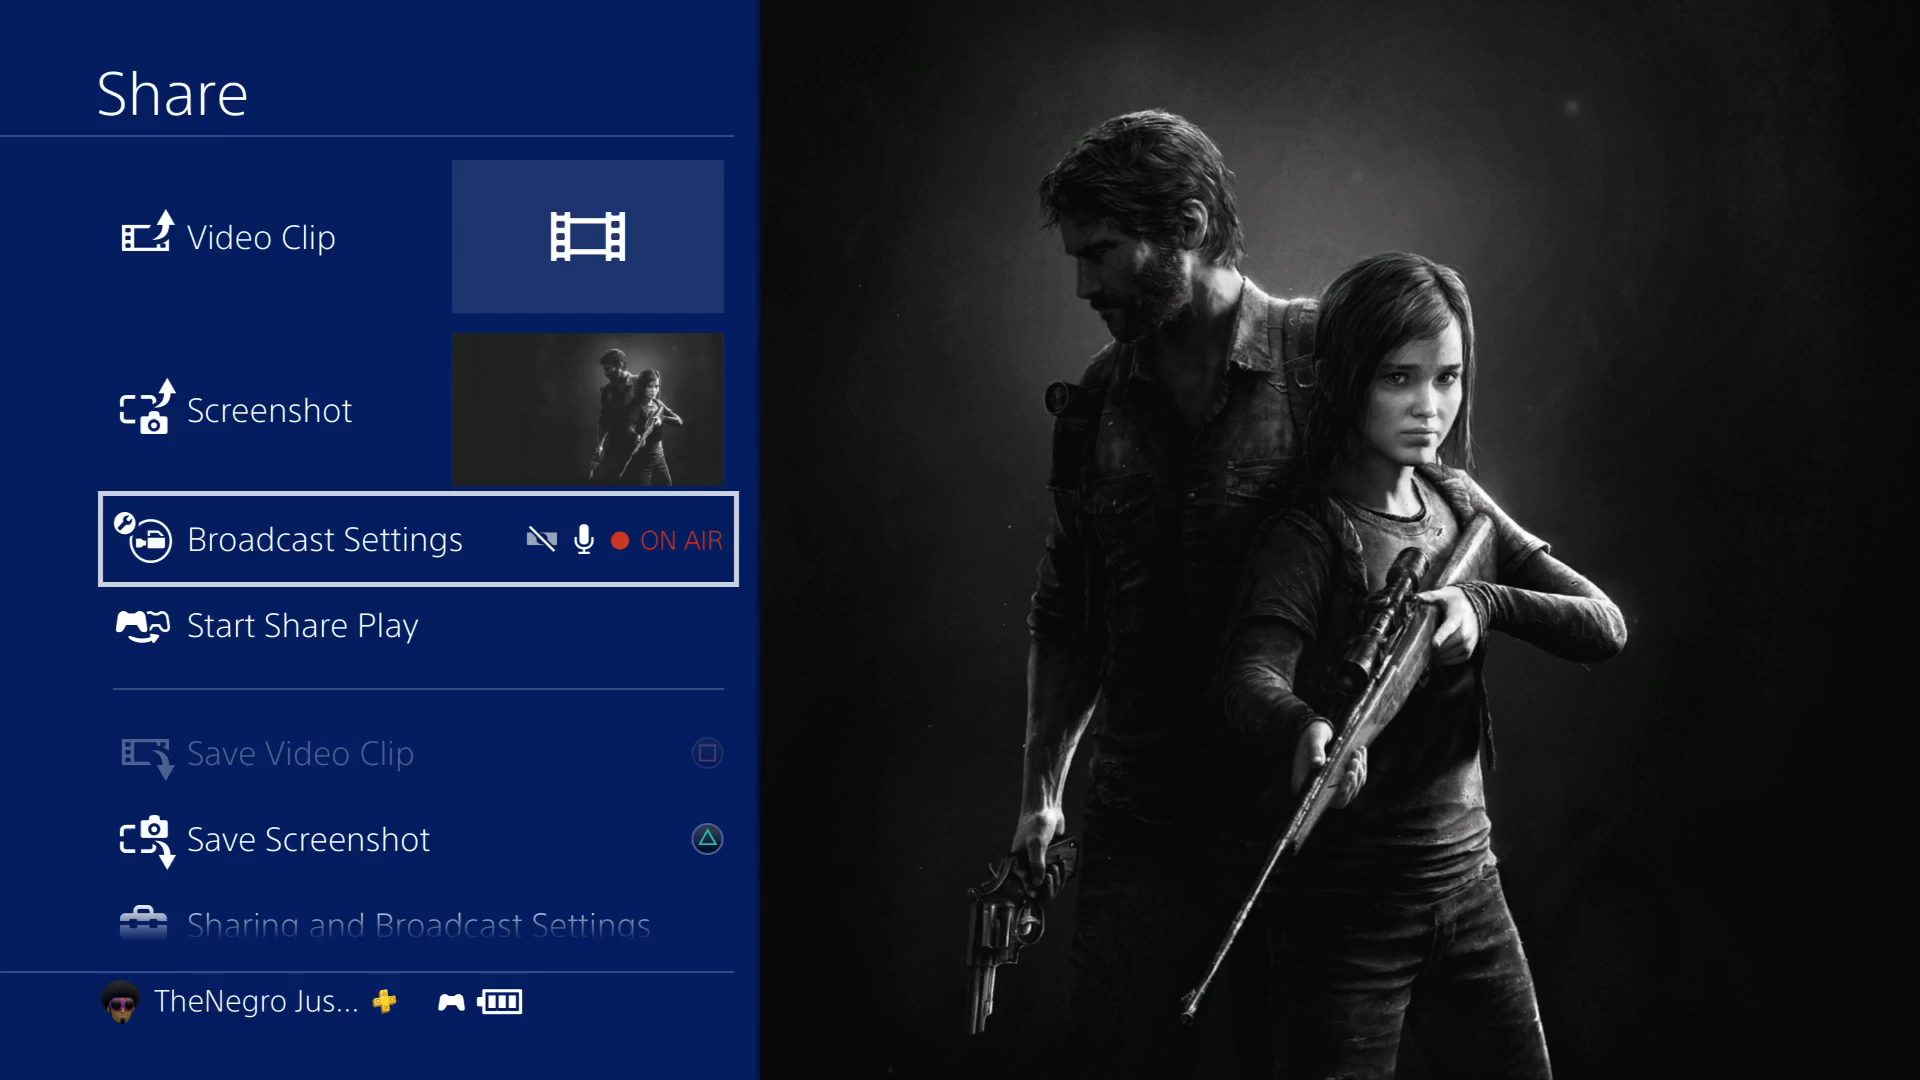 Share
Video Clip
Screenshot
Broadcast Settings ON AIR
Start Share Play
Save Video Clip
Save Screenshot
Sharing and Broadcast Settings
TheNegro Jus...